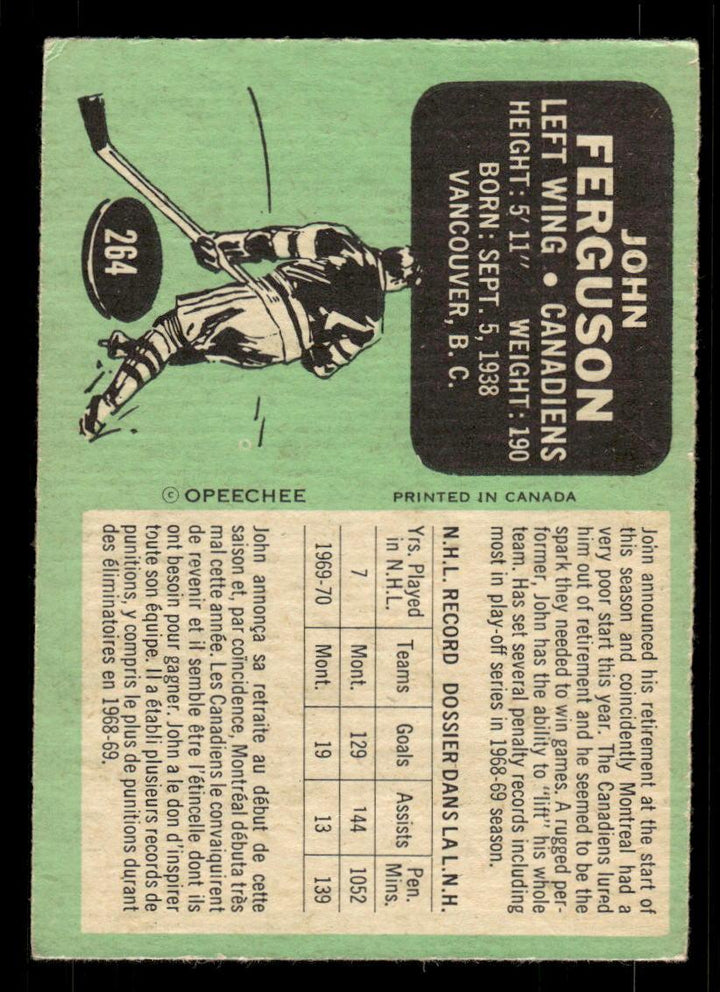 JOHN
FERGUSON
LEFT WING • CANADIENS
HEIGHT: 5'11" WEIGHT: 190
BORN: SEPT. 5, 1938
VANCOUVER, B. C.
264
© OPEECHEE
PRINTED IN CANADA
John announced his retirement at the start of
this season and coincidently Montreal had a
very poor start this year. The Canadiens lured
him out of retirement and he seemed to be the
spark they needed to win games. A rugged per-
former, John has the ability to "lift" his whole
team. Has set several penalty records including
most in play-off series in 1968-69 season.
N.H.L. RECORD DOSSIER DANS LA L.N.H.
Yrs. Played in N.H.L. Teams Goals Assists Pen. Mins.
7 Mont. 129 144 1052
1969-70 Mont. 19 13 139
John annonça sa retraite au début de cette
saison et, par coincidence, Montréal débuta très
mal cette année. Les Canadiens le convaiquirent
de revenir et il semble être l'étincelle dont ils
ont besoin pour gagner. John a le don d'inspirer
toute son équipe. Il a établi plusieurs records de
punitions, y compris le plus de punitions durant
des éliminatoires en 1968-69.